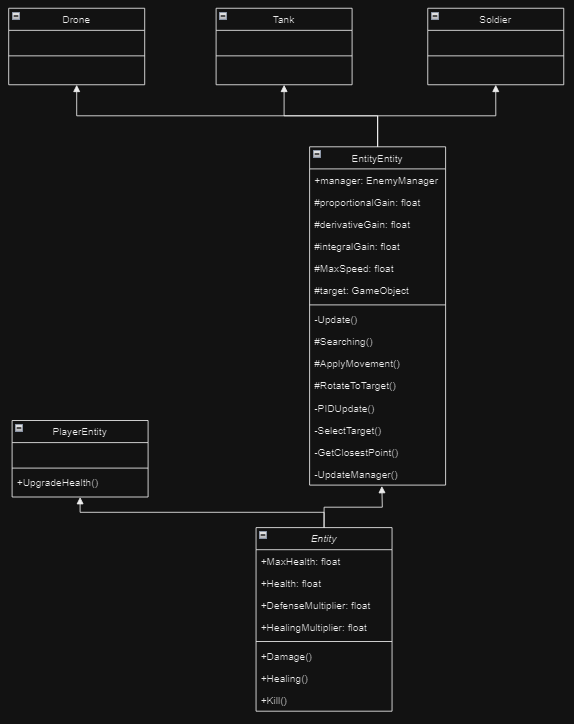 Drone
Tank
Soldier
EntityEntity
+manager: EnemyManager
#proportionalGain: float
#derivativeGain: float
#integralGain: float
#MaxSpeed: float
#target: GameObject
-Update()
#Searching()
#ApplyMovement()
#RotateToTarget()
-PIDUpdate()
-SelectTarget()
-GetClosestPoint()
-UpdateManager()
PlayerEntity
+UpgradeHealth()
Entity
+MaxHealth: float
+Health: float
+DefenseMultiplier: float
+HealingMultiplier: float
+Damage()
+Healing()
+Kill()